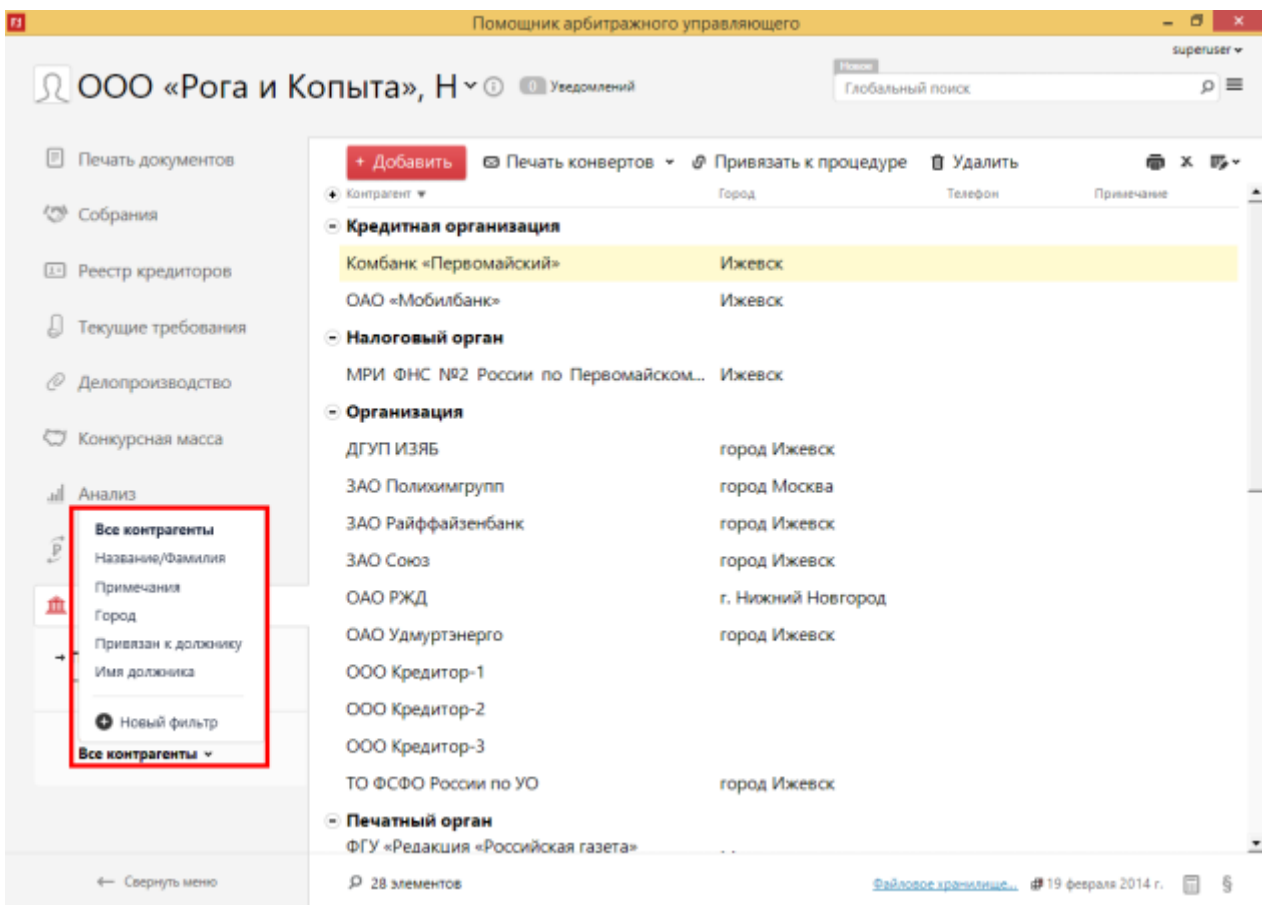 Помощник арбитражного управляющего
superuser
ООО «Рога и Копыта», Н
0 Уведомлений
Новое
Глобальный поиск
Печать документов
Собрания
Реестр кредиторов
Текущие требования
Делопроизводство
Конкурсная масса
Анализ
Все контрагенты
Название/Фамилия
Примечания
Город
Привязан к должнику
Имя должника
Новый фильтр
Все контрагенты
← Свернуть меню
+ Добавить Печать конвертов Привязать к процедуре Удалить
Контрагент Город Телефон Примечание
Кредитная организация
Комбанк «Первомайский» Ижевск
ОАО «Мобилбанк» Ижевск
Налоговый орган
МРИ ФНС №2 России по Первомайском... Ижевск
Организация
ДГУП ИЗЯБ город Ижевск
ЗАО Полихимгрупп город Москва
ЗАО Райффайзенбанк город Ижевск
ЗАО Союз город Ижевск
ОАО РЖД г. Нижний Новгород
ОАО Удмуртэнерго город Ижевск
ООО Кредитор-1
ООО Кредитор-2
ООО Кредитор-3
ТО ФСФО России по УО город Ижевск
Печатный орган
ФГУ «Редакция «Российская газета»
28 элементов
Файловое хранилище... # 19 февраля 2014 г. §